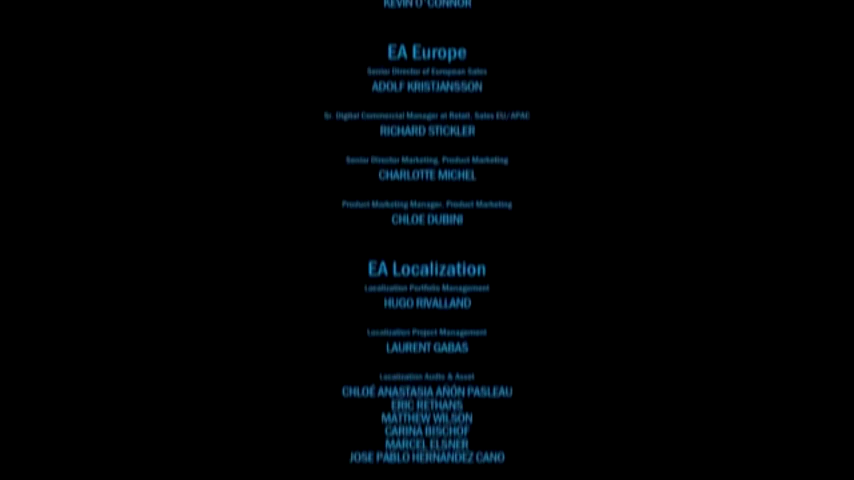 KEVIN O'CONNOR
EA Europe
Senior Director of European Sales
ADOLF KRISTJANSSON
Sr. Digital Commercial Manager at Retail, Sales EU/APAC
RICHARD STICKLER
Senior Director Marketing, Product Marketing
CHARLOTTE MICHEL
Product Marketing Manager, Product Marketing
CHLOE DUBINI
EA Localization
Localization Portfolio Management
HUGO RIVALLAND
Localization Project Management
LAURENT GABAS
Localization Audio & Asset
CHLOÉ ANASTASIA AÑÓN PASLEAU
ERIC RETHANS
MATTHEW WILSON
CARINA BISCHOF
MARCEL ELSNER
JOSE PABLO HERNANDEZ CANO